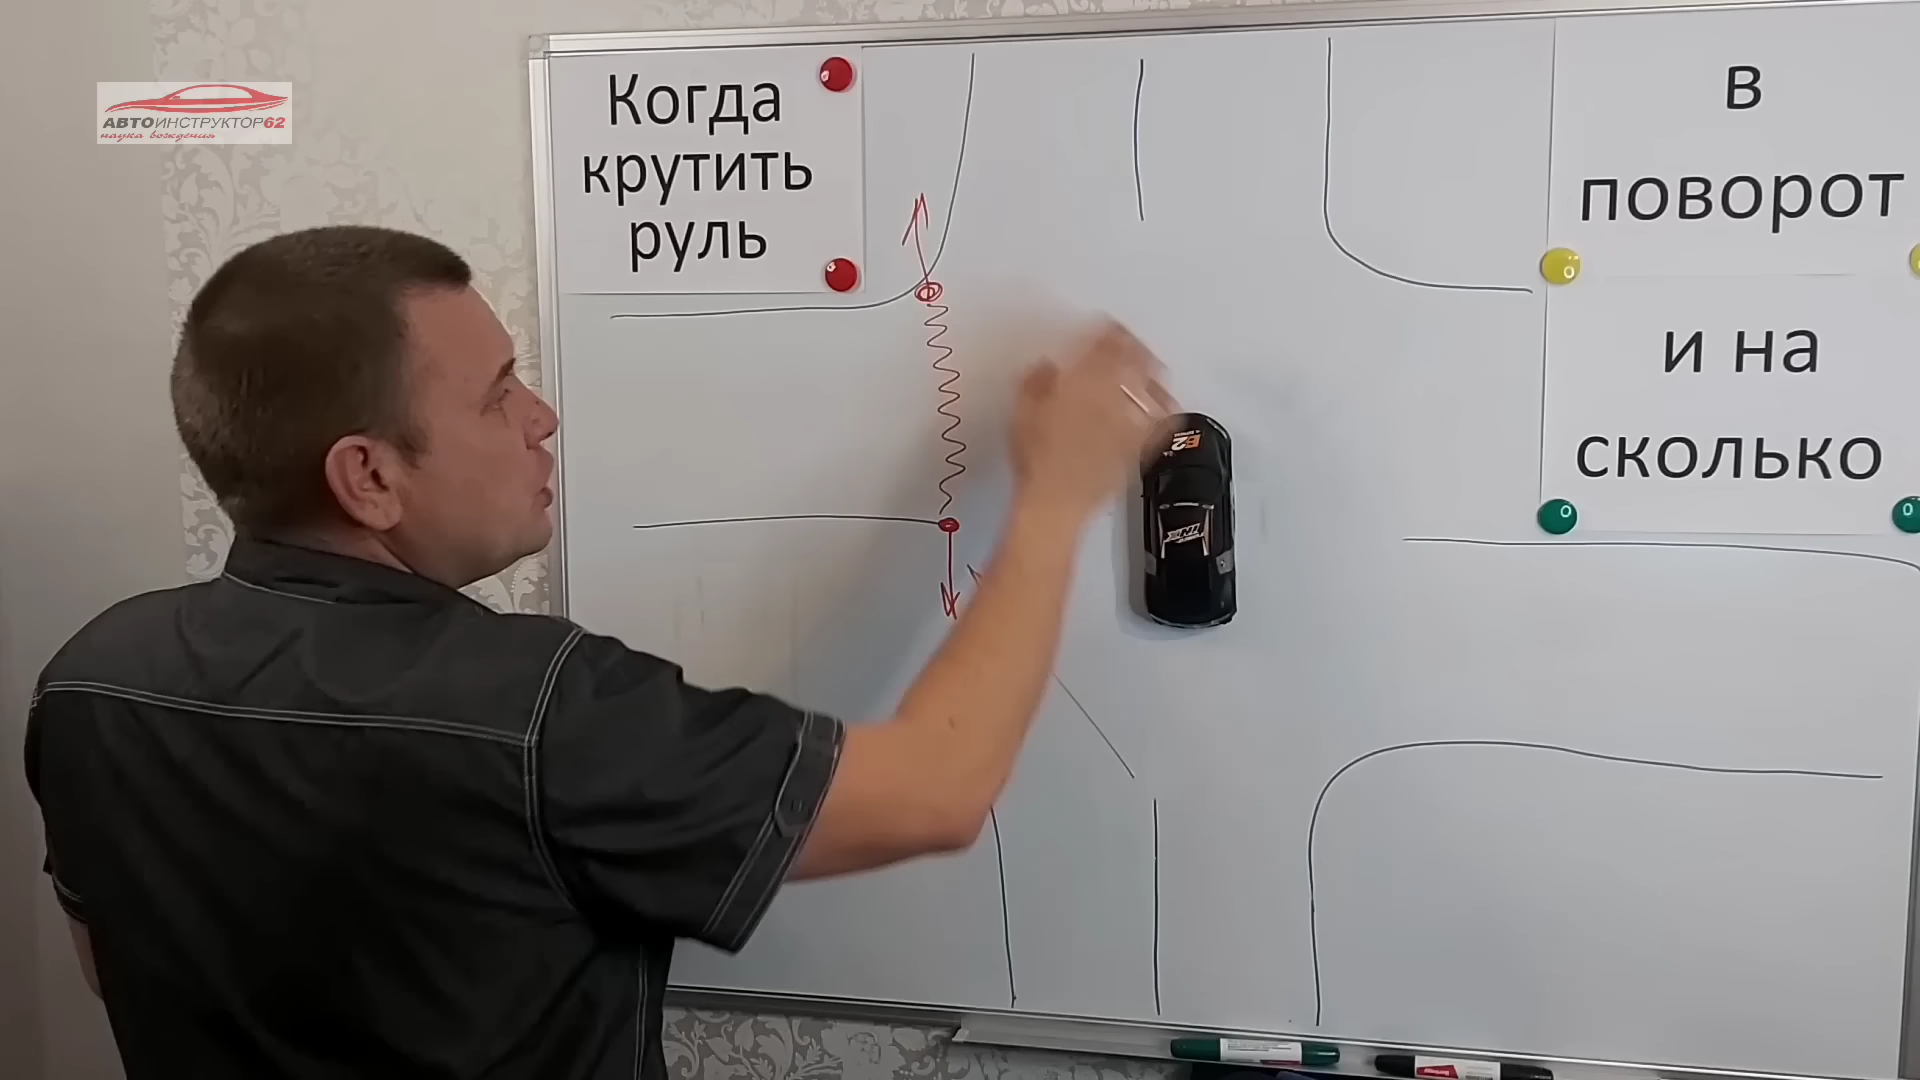 АВТОИНСТРУКТОР62
наука вождения
Когда
крутить
руль
в
поворот
и на
сколько